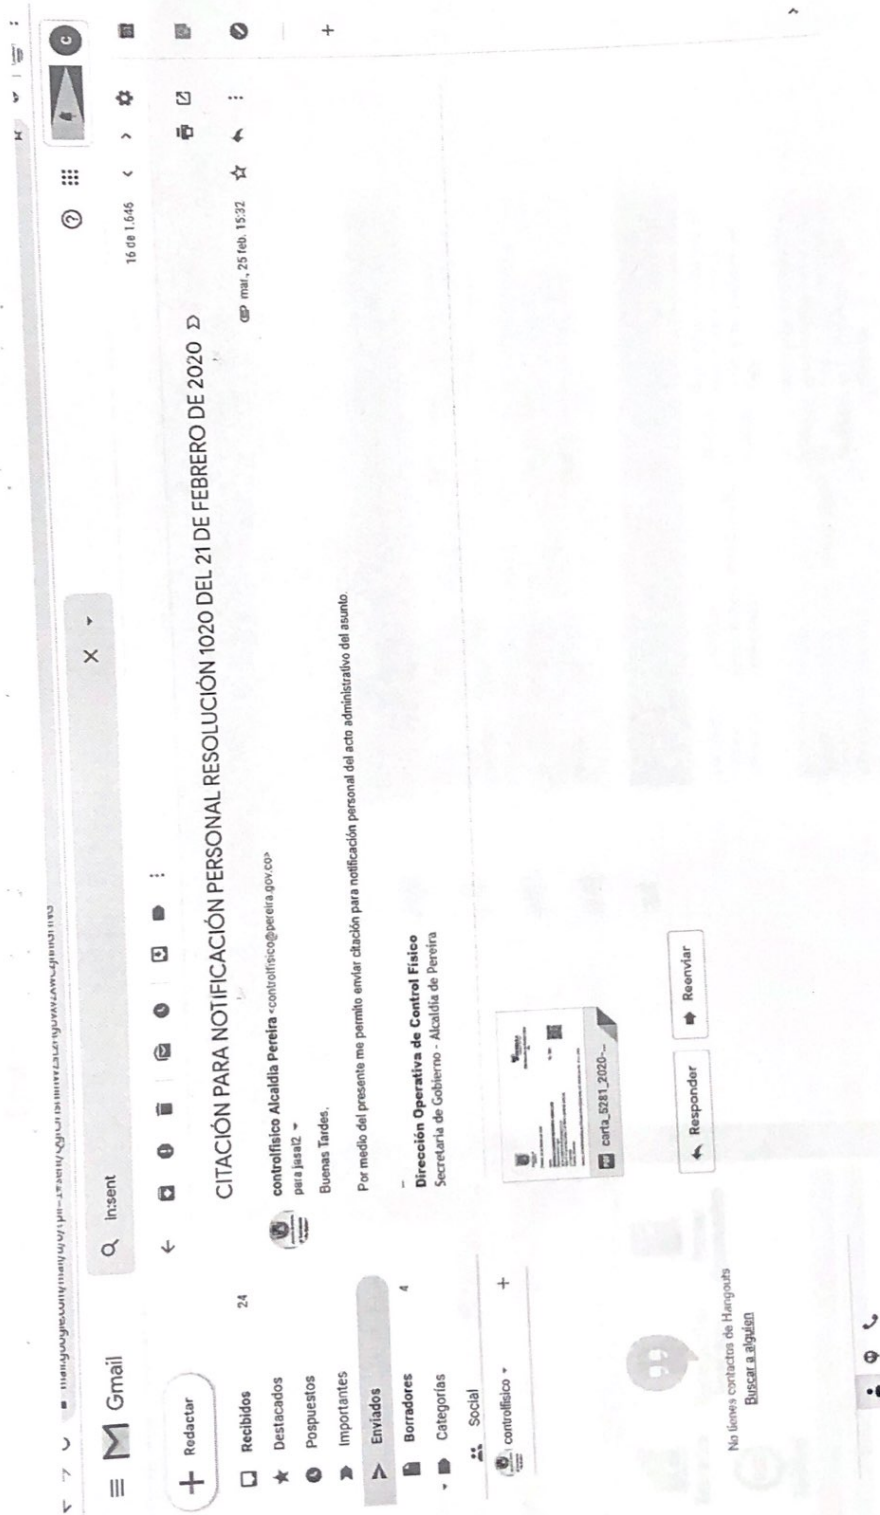 Gmail
in:sent
16 de 1.646
Redactar
Recibidos 24
Destacados
Pospuestos
Importantes
Enviados
Borradores 4
Categorías
Social
controlfisico
No tienes contactos de Hangouts
Buscar a alguien
CITACIÓN PARA NOTIFICACIÓN PERSONAL RESOLUCIÓN 1020 DEL 21 DE FEBRERO DE 2020
controlfisico Alcaldia Pereira <controlfisico@pereira.gov.co>
mar., 25 feb. 15:32
para jasal2
Buenas Tardes,
Por medio del presente me permito enviar citación para notificación personal del acto administrativo del asunto.
--
Dirección Operativa de Control Físico
Secretaría de Gobierno - Alcaldía de Pereira
PDF carta_5281_2020-...
Responder
Reenviar